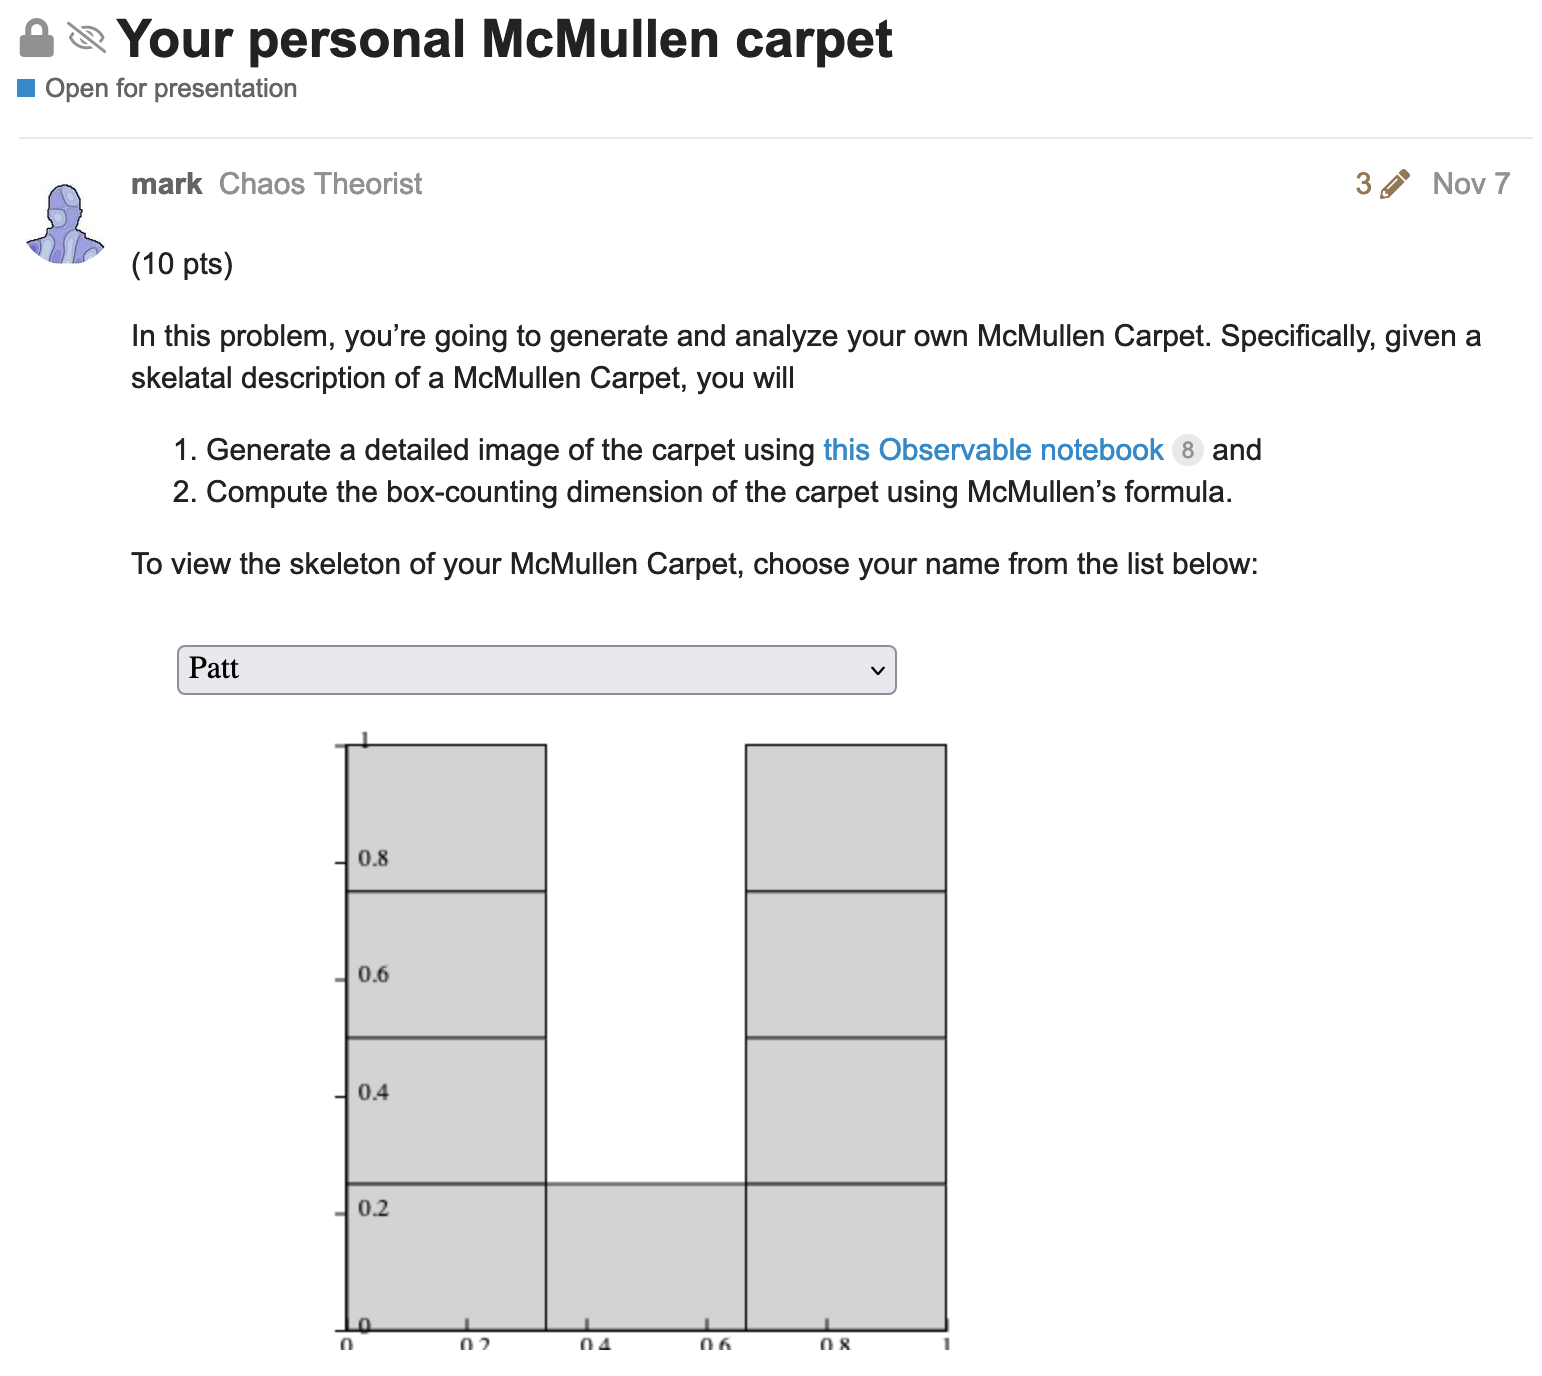 Your personal McMullen carpet
Open for presentation
mark Chaos Theorist 3 Nov 7
(10 pts)
In this problem, you’re going to generate and analyze your own McMullen Carpet. Specifically, given a
skelatal description of a McMullen Carpet, you will
1. Generate a detailed image of the carpet using this Observable notebook 8 and
2. Compute the box-counting dimension of the carpet using McMullen’s formula.
To view the skeleton of your McMullen Carpet, choose your name from the list below:
Patt
1
0.8
0.6
0.4
0.2
0
0 0.2 0.4 0.6 0.8 1